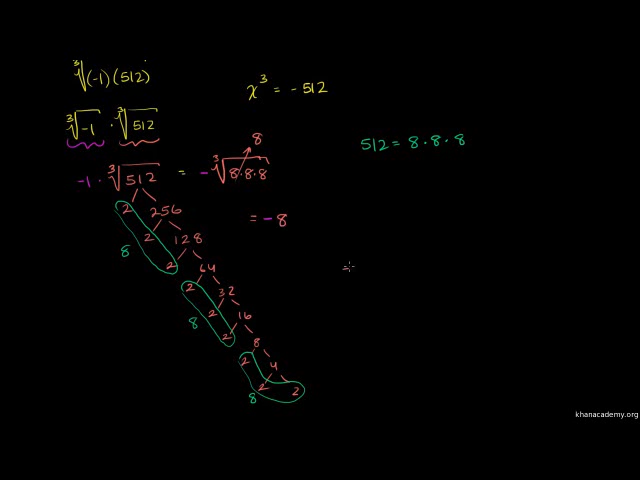 ∛(-1)(512)
x³ = -512
∛-1 · ∛512
512 = 8·8·8
8
-1 · ∛512 = -∛8·8·8
2 256
= -8
2 128
8
2 64
2 32
2 16
8
2 8
2 4
2 2
8
khanacademy.org